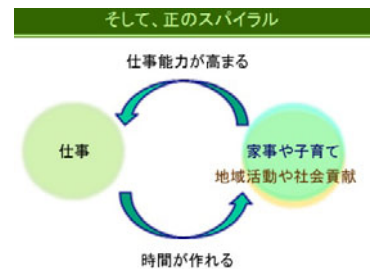 そして、正のスパイラル
仕事能力が高まる
仕事
家事や子育て
地域活動や社会貢献
時間が作れる